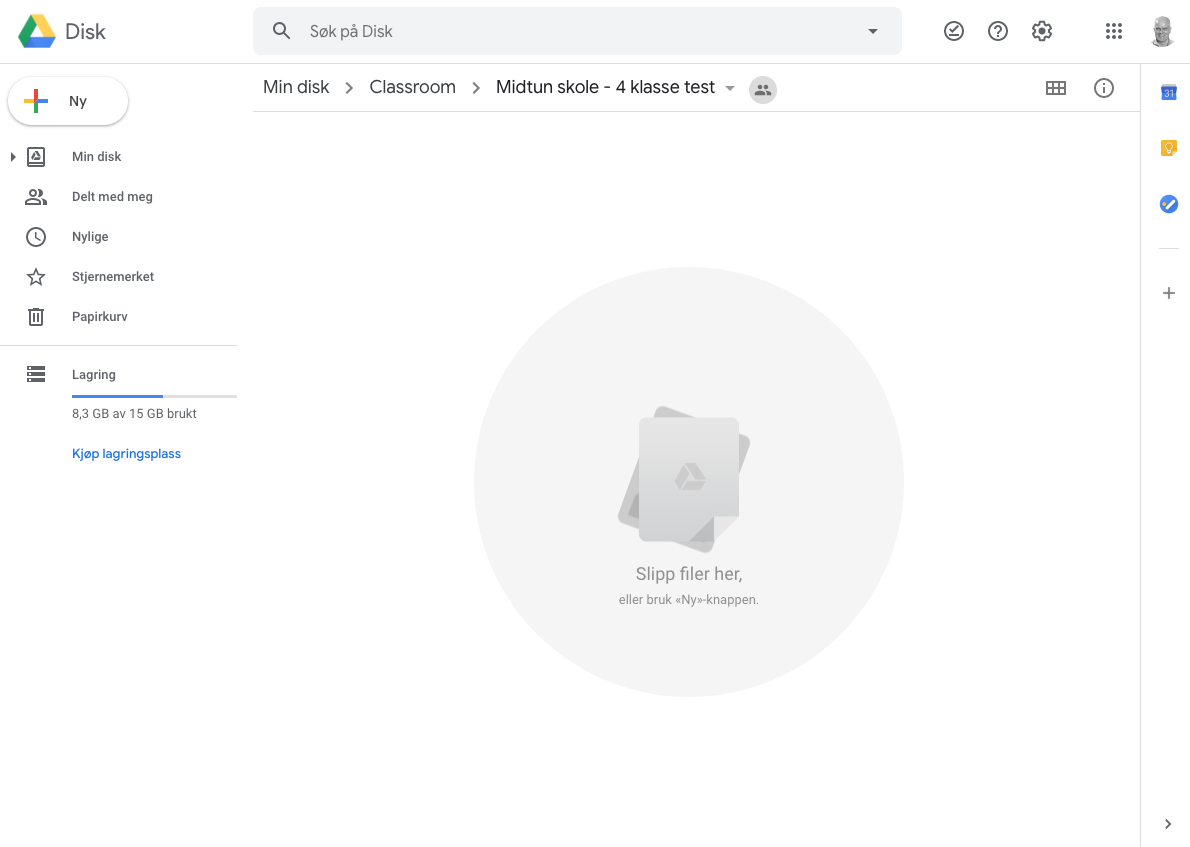 Disk
Søk på Disk
Ny
Min disk
Classroom
Midtun skole - 4 klasse test
31
Min disk
Delt med meg
Nylige
Stjernemerket
Papirkurv
Lagring
8,3 GB av 15 GB brukt
Kjøp lagringsplass
Slipp filer her,
eller bruk «Ny»-knappen.